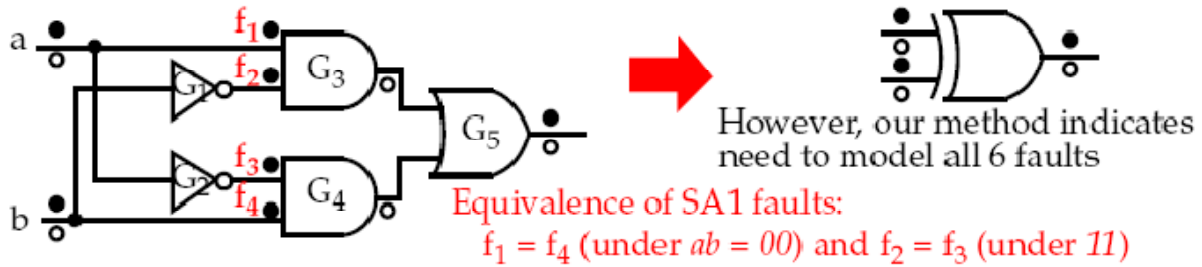 a
b
f₁
f₂
f₃
f₄
G1
G2
G₃
G₄
G₅
However, our method indicates
need to model all 6 faults
Equivalence of SA1 faults:
f₁ = f₄ (under ab = 00) and f₂ = f₃ (under 11)